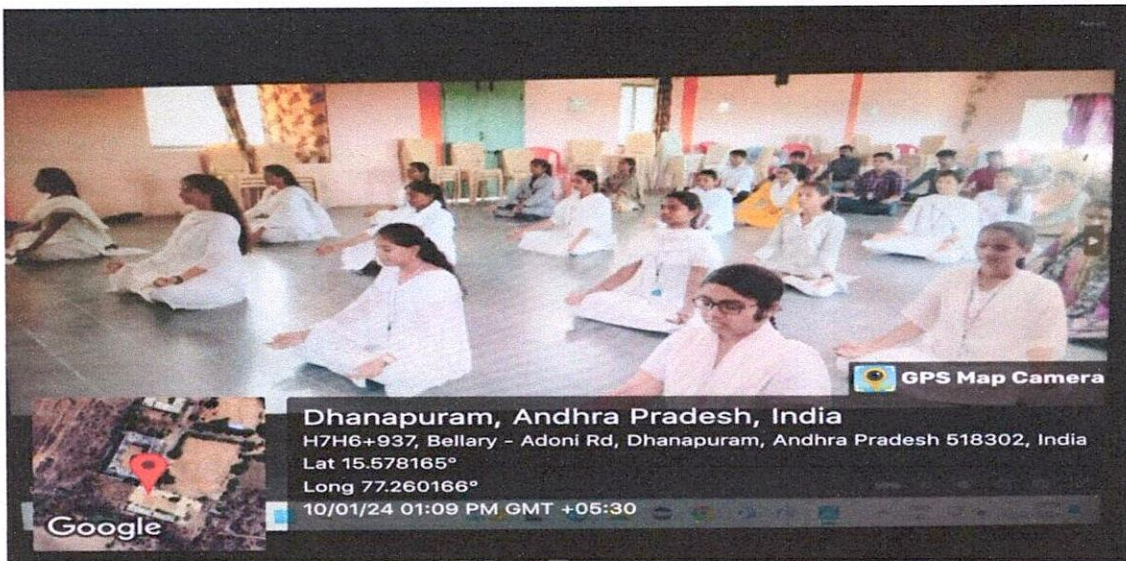 GPS Map Camera
Dhanapuram, Andhra Pradesh, India
H7H6+937, Bellary - Adoni Rd, Dhanapuram, Andhra Pradesh 518302, India
Lat 15.578165°
Long 77.260166°
10/01/24 01:09 PM GMT +05:30
Google